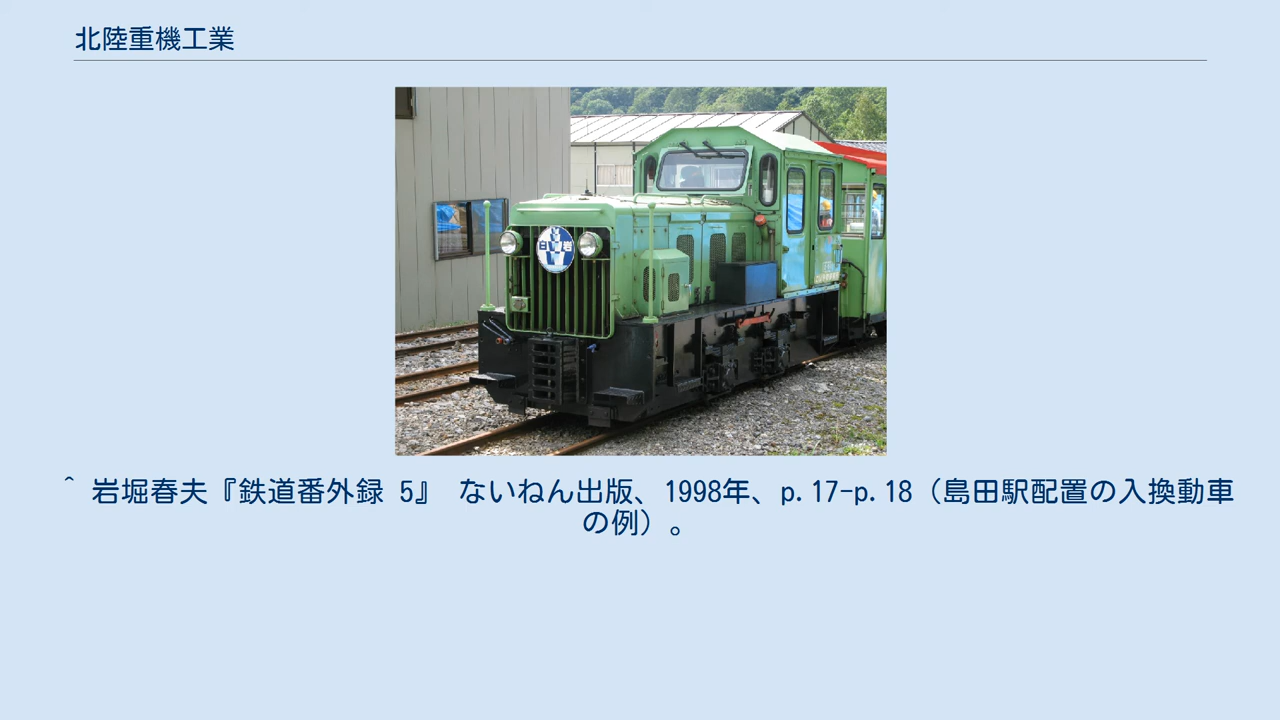 北陸重機工業
白岩
^ 岩堀春夫『鉄道番外録 5』 ないねん出版、1998年、p.17-p.18（島田駅配置の入換動車
の例）。